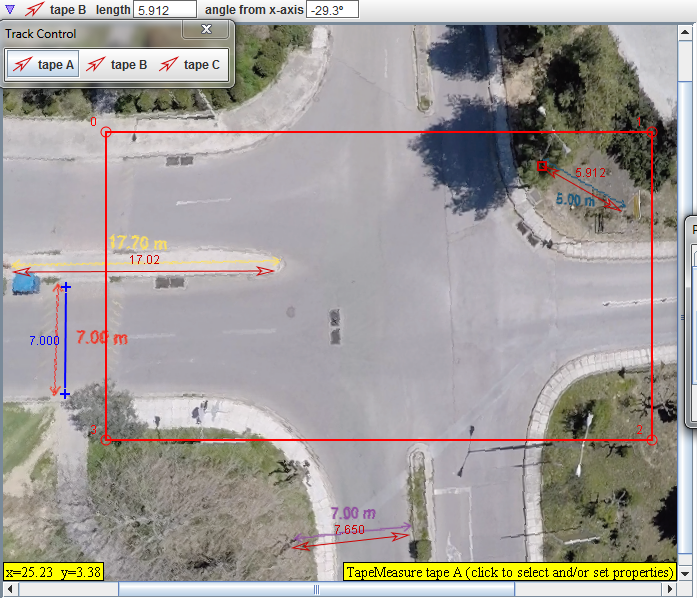 tape B length 5.912 angle from x-axis -29.3°
Track Control
tape A tape B tape C
0
5.912
5.00 m
17.70 m
17.02
7.000
7.00 m
2
7.00 m
7.650
x=25.23 y=3.38
TapeMeasure tape A (click to select and/or set properties)